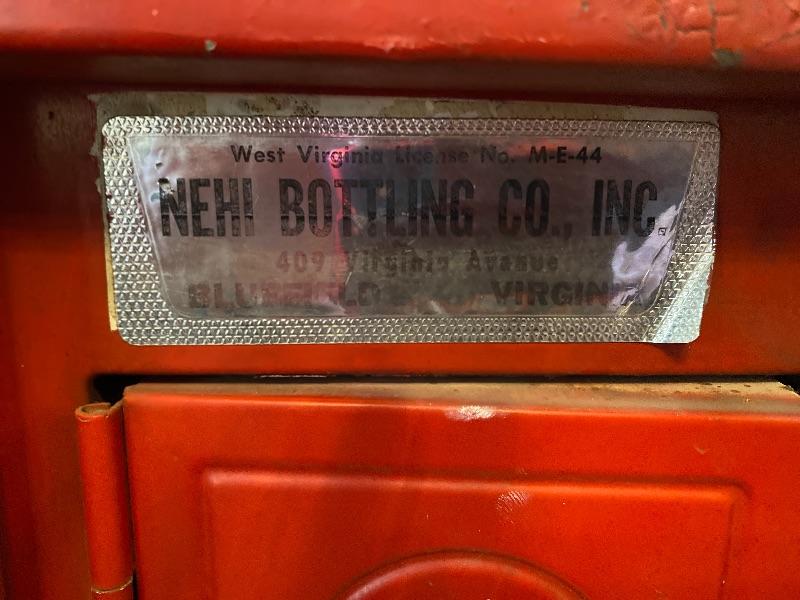 West Virginia License No. M-E-44
NEHI BOTTLING CO., INC.
409 Virginia Avenue
BLUEFIELD VIRGINIA